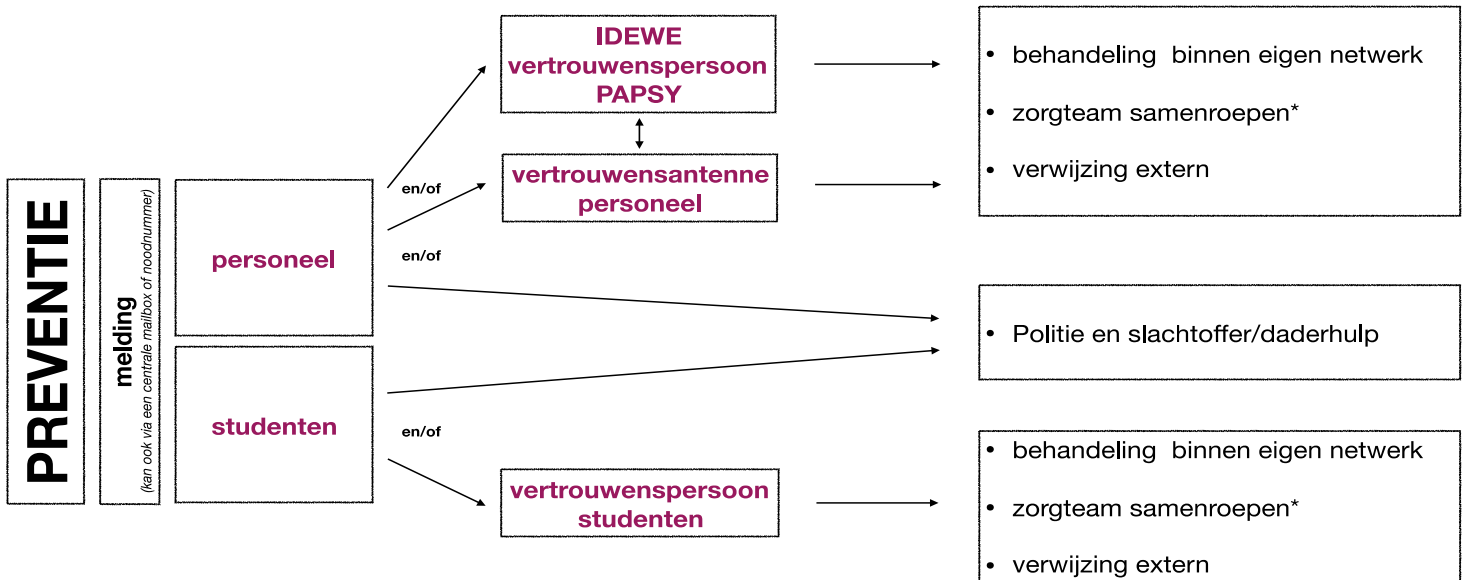 PREVENTIE
melding
(kan ook via een centrale mailbox of noodnummer)
personeel
studenten
en/of
en/of
en/of
IDEWE
vertrouwenspersoon
PAPSY
vertrouwensantenne
personeel
vertrouwenspersoon
studenten
• behandeling binnen eigen netwerk
• zorgteam samenroepen*
• verwijzing extern
• Politie en slachtoffer/daderhulp
• behandeling binnen eigen netwerk
• zorgteam samenroepen*
• verwijzing extern